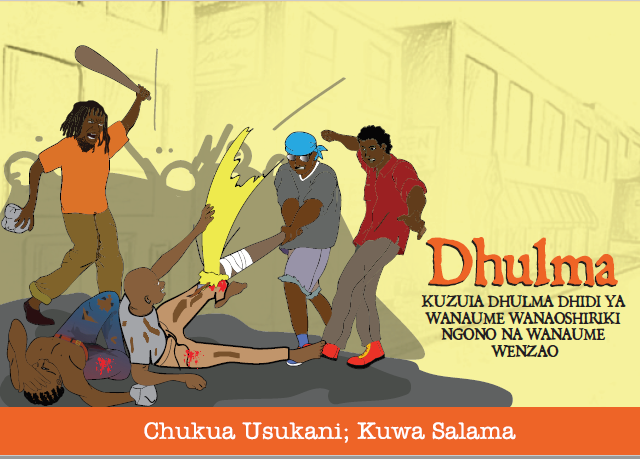 Dhulma
KUZUIA DHULMA DHIDI YA
WANAUME WANAOSHIRIKI
NGONO NA WANAUME
WENZAO
Chukua Usukani; Kuwa Salama